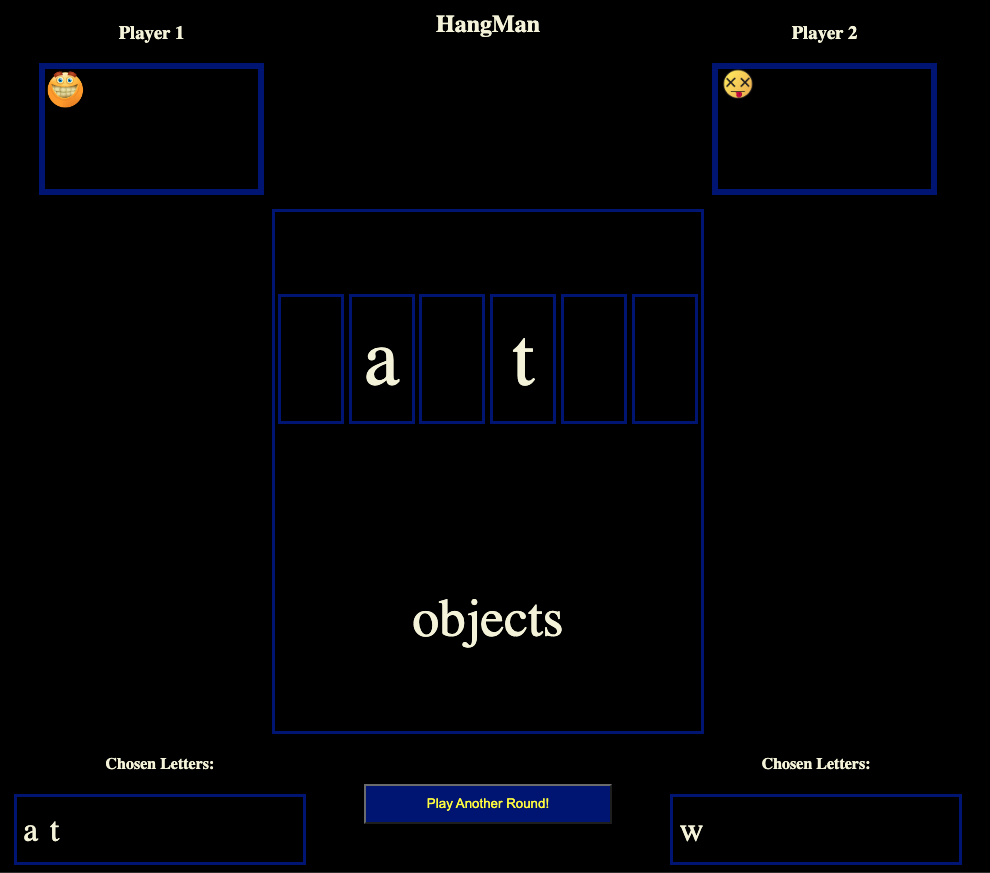 HangMan
Player 1
Player 2
a t
objects
Chosen Letters:
Chosen Letters:
Play Another Round!
a t
w